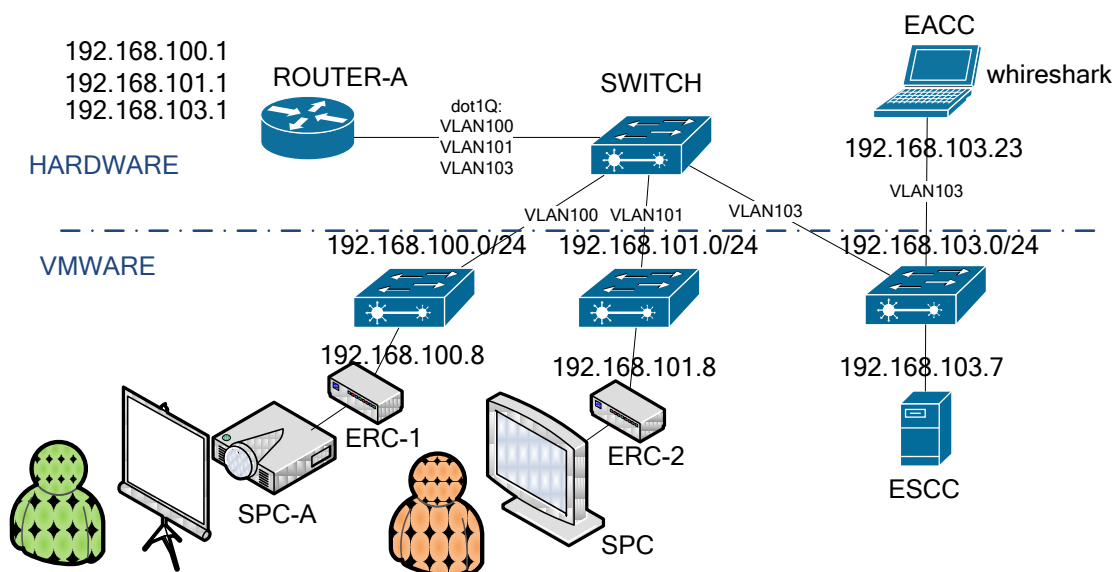 192.168.100.1
192.168.101.1
192.168.103.1
ROUTER-A
dot1Q:
VLAN100
VLAN101
VLAN103
SWITCH
EACC
whireshark
192.168.103.23
HARDWARE
VLAN100
VLAN101
VLAN103
VLAN103
VMWARE
192.168.100.0/24
192.168.101.0/24
192.168.103.0/24
192.168.100.8
192.168.101.8
192.168.103.7
ERC-1
ERC-2
SPC-A
SPC
ESCC